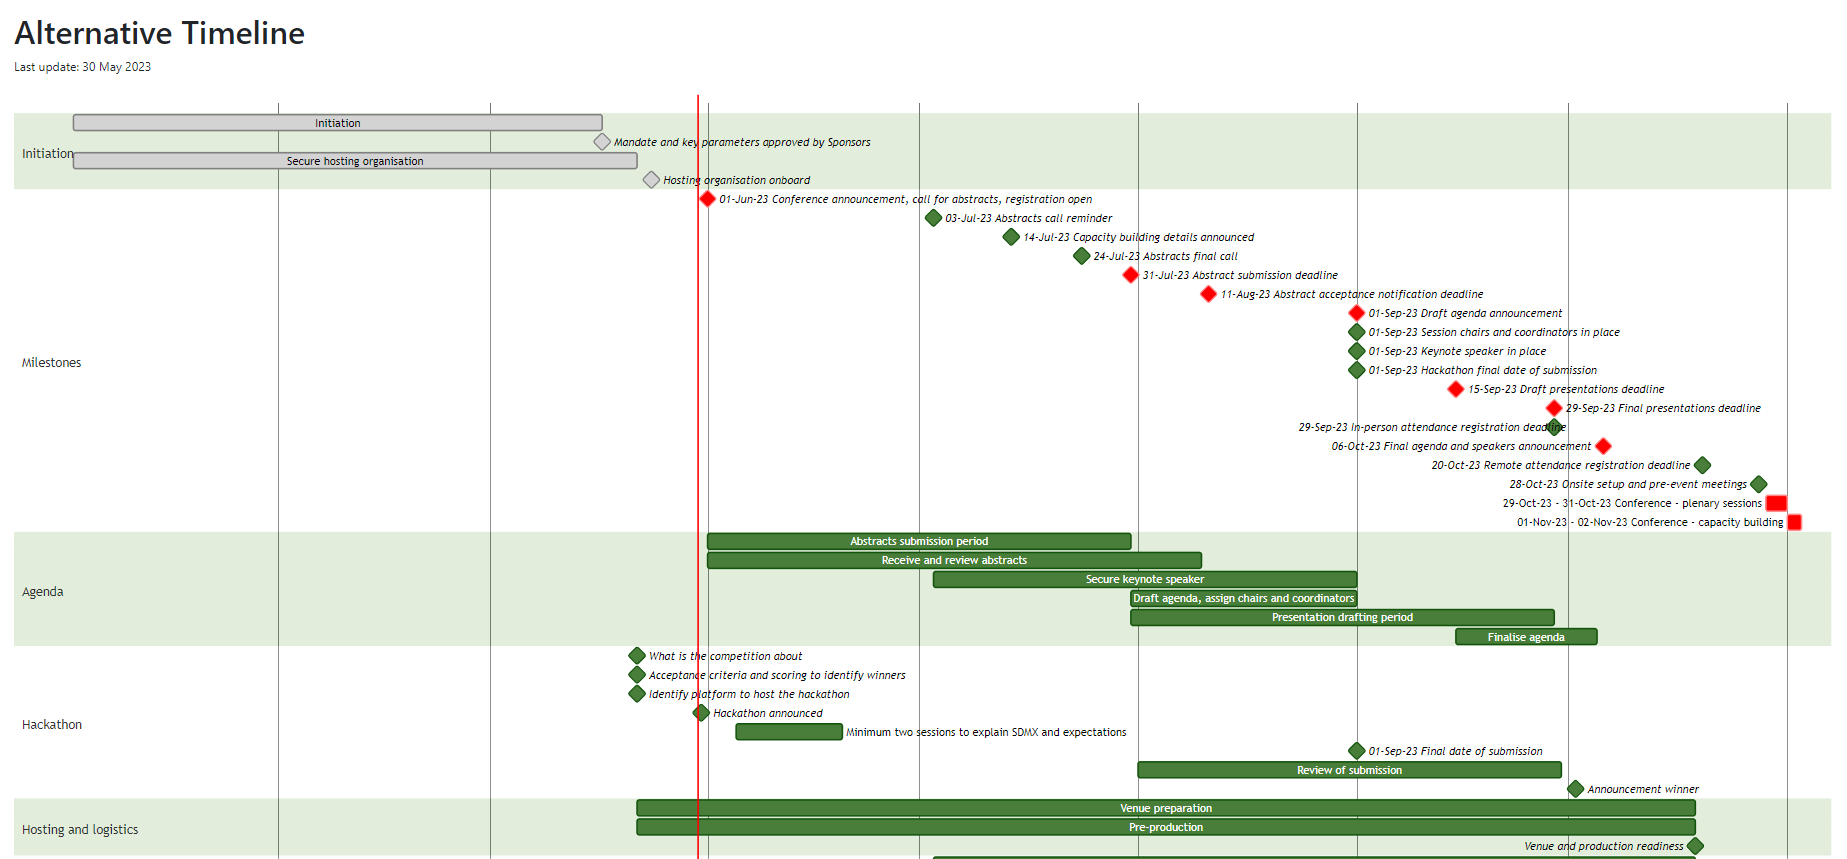 Alternative Timeline
Last update: 30 May 2023
Initiation
Initiation
Mandate and key parameters approved by Sponsors
Secure hosting organisation
Hosting organisation onboard
Milestones
01-Jun-23 Conference announcement, call for abstracts, registration open
03-Jul-23 Abstracts call reminder
14-Jul-23 Capacity building details announced
24-Jul-23 Abstracts final call
31-Jul-23 Abstract submission deadline
11-Aug-23 Abstract acceptance notification deadline
01-Sep-23 Draft agenda announcement
01-Sep-23 Session chairs and coordinators in place
01-Sep-23 Keynote speaker in place
01-Sep-23 Hackathon final date of submission
15-Sep-23 Draft presentations deadline
29-Sep-23 Final presentations deadline
29-Sep-23 In-person attendance registration deadline
06-Oct-23 Final agenda and speakers announcement
20-Oct-23 Remote attendance registration deadline
28-Oct-23 Onsite setup and pre-event meetings
29-Oct-23 - 31-Oct-23 Conference - plenary sessions
01-Nov-23 - 02-Nov-23 Conference - capacity building
Agenda
Abstracts submission period
Receive and review abstracts
Secure keynote speaker
Draft agenda, assign chairs and coordinators
Presentation drafting period
Finalise agenda
Hackathon
What is the competition about
Acceptance criteria and scoring to identify winners
Identify platform to host the hackathon
Hackathon announced
Minimum two sessions to explain SDMX and expectations
01-Sep-23 Final date of submission
Review of submission
Announcement winner
Hosting and logistics
Venue preparation
Pre-production
Venue and production readiness